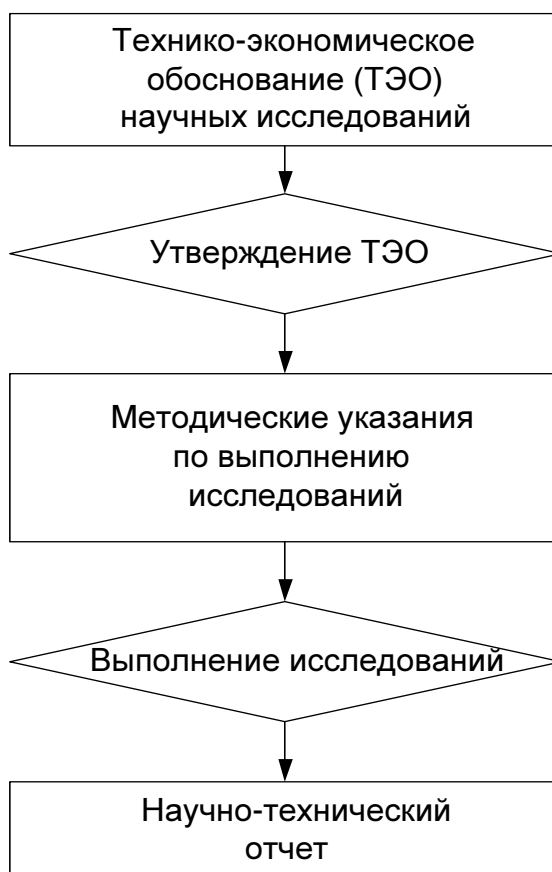 Технико-экономическое
обоснование (ТЭО)
научных исследований
Утверждение ТЭО
Методические указания
по выполнению
исследований
Выполнение исследований
Научно-технический
отчет